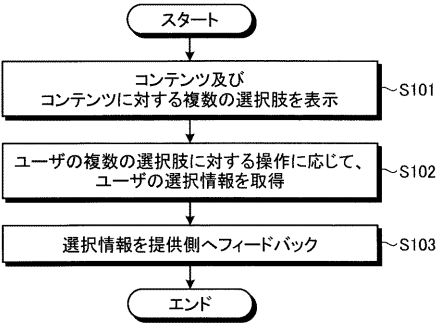 スタート
コンテンツ及び
コンテンツに対する複数の選択肢を表示
S101
ユーザの複数の選択肢に対する操作に応じて、
ユーザの選択情報を取得
S102
選択情報を提供側へフィードバック
S103
エンド